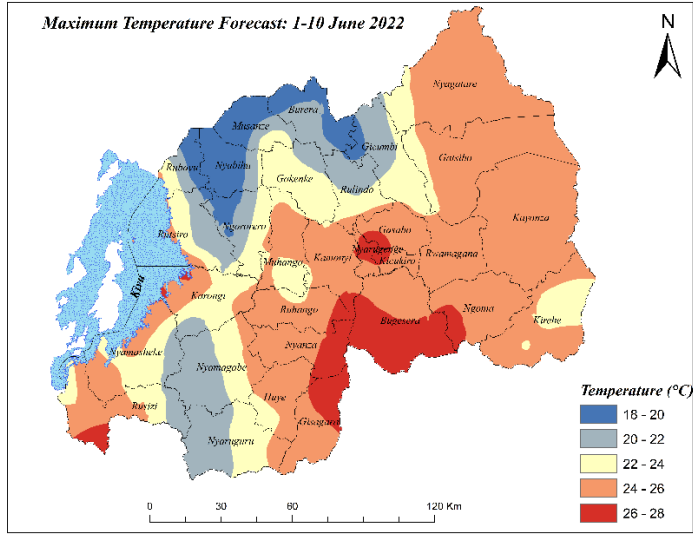 Maximum Temperature Forecast: 1-10 June 2022
N
Nyagatare
Burera
Musanze
Gicumbi
Gatsibo
Rubavu
Nyabihu
Gakenke
Rulindo
Kayonza
Rutsiro
Ngororero
Gasabo
Nyarugenge
Rwamagana
Kicukiro
Muhanga
Kamonyi
Kivu
Karongi
Ruhango
Ngoma
Bugesera
Kirehe
Nyamasheke
Nyanza
Nyamagabe
Huye
Rusizi
Gisagara
Nyaruguru
Temperature (°C)
18 - 20
20 - 22
22 - 24
24 - 26
26 - 28
0 30 60 120 Km